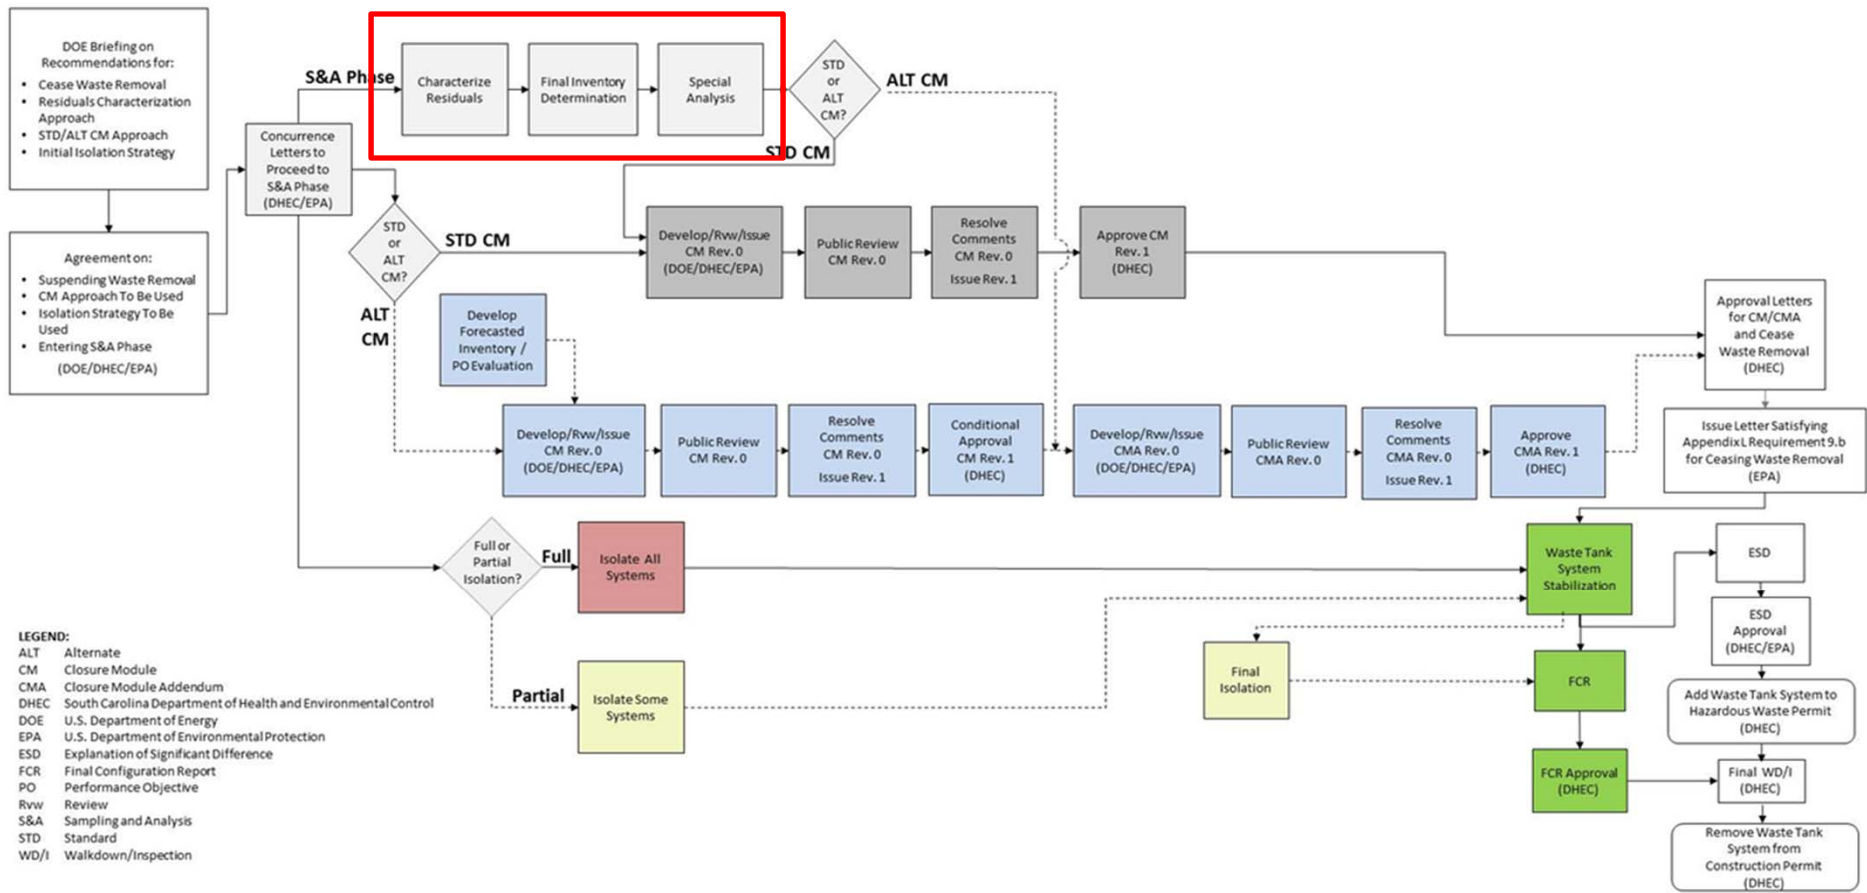 DOE Briefing on
Recommendations for:
• Cease Waste Removal
• Residuals Characterization
Approach
• STD/ALT CM Approach
• Initial Isolation Strategy
Agreement on:
• Suspending Waste Removal
• CM Approach To Be Used
• Isolation Strategy To Be
Used
• Entering S&A Phase
(DOE/DHEC/EPA)
Concurrence
Letters to
Proceed to
S&A Phase
(DHEC/EPA)
S&A Phase
Characterize
Residuals
Final Inventory
Determination
Special
Analysis
STD
or
ALT
CM?
ALT CM
STD CM
STD
or
ALT
CM?
STD CM
ALT
CM
Develop/Rvw/Issue
CM Rev. 0
(DOE/DHEC/EPA)
Public Review
CM Rev. 0
Resolve
Comments
CM Rev. 0
Issue Rev. 1
Approve CM
Rev. 1
(DHEC)
Develop
Forecasted
Inventory /
PO Evaluation
Develop/Rvw/Issue
CM Rev. 0
(DOE/DHEC/EPA)
Public Review
CM Rev. 0
Resolve
Comments
CM Rev. 0
Issue Rev. 1
Conditional
Approval
CM Rev. 1
(DHEC)
Develop/Rvw/Issue
CMA Rev. 0
(DOE/DHEC/EPA)
Public Review
CMA Rev. 0
Resolve
Comments
CMA Rev. 0
Issue Rev. 1
Approve
CMA Rev. 1
(DHEC)
Approval Letters
for CM/CMA
and Cease
Waste Removal
(DHEC)
Issue Letter Satisfying
Appendix L Requirement 9.b
for Ceasing Waste Removal
(EPA)
Full or
Partial
Isolation?
Full
Isolate All
Systems
Partial
Isolate Some
Systems
Waste Tank
System
Stabilization
Final
Isolation
FCR
FCR Approval
(DHEC)
ESD
ESD
Approval
(DHEC/EPA)
Add Waste Tank System to
Hazardous Waste Permit
(DHEC)
Final WD/I
(DHEC)
Remove Waste Tank
System from
Construction Permit
(DHEC)
LEGEND:
ALT Alternate
CM Closure Module
CMA Closure Module Addendum
DHEC South Carolina Department of Health and Environmental Control
DOE U.S. Department of Energy
EPA U.S. Department of Environmental Protection
ESD Explanation of Significant Difference
FCR Final Configuration Report
PO Performance Objective
Rvw Review
S&A Sampling and Analysis
STD Standard
WD/I Walkdown/Inspection